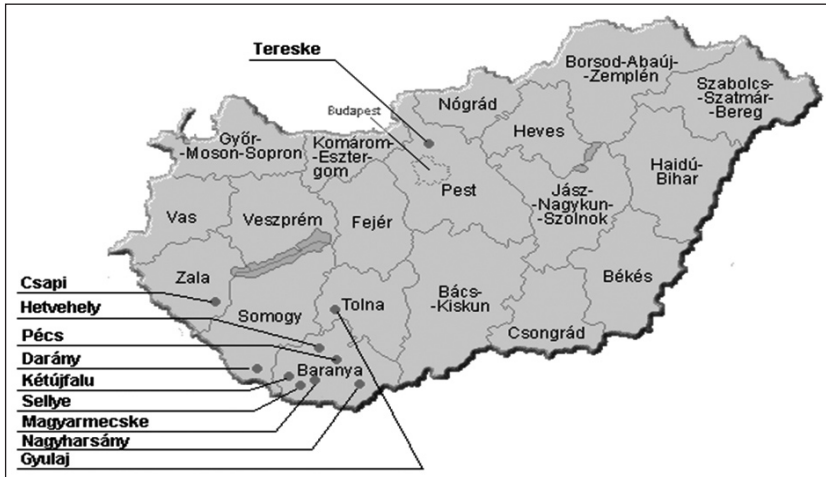 Tereske
Budapest
Borsod-Abaúj-
-Zemplén
Szabolcs-
-Szatmár-
-Bereg
Nógrád
Heves
Győr-
-Moson-Sopron
Komárom-
-Eszter-
gom
Pest
Haidú-
-Bihar
Jász-
-Nagykun-
-Szolnok
Vas
Veszprém
Fejér
Zala
Somogy
Tolna
Bács-
-Kiskun
Békés
Csongrád
Baranya
Csapi
Hetvehely
Pécs
Darány
Kétújfalu
Sellye
Magyarmecske
Nagyharsány
Gyulaj